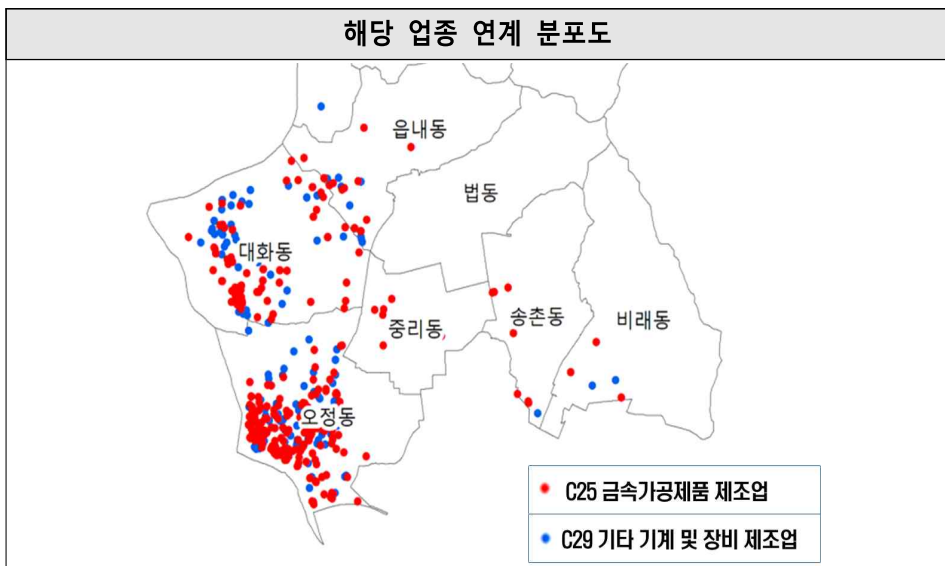 해당 업종 연계 분포도
읍내동
법동
대화동
중리동
송촌동
비래동
오정동
C25 금속가공제품 제조업
C29 기타 기계 및 장비 제조업